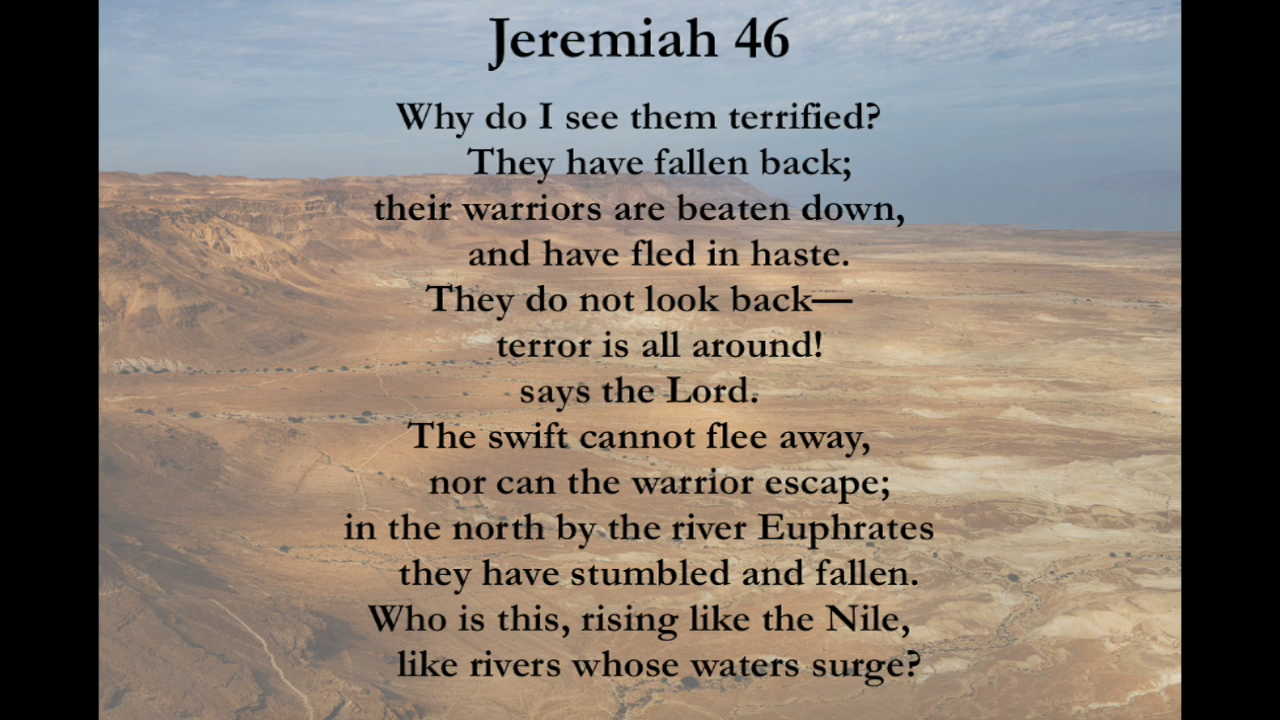 Jeremiah 46
Why do I see them terrified?
They have fallen back;
their warriors are beaten down,
and have fled in haste.
They do not look back—
terror is all around!
says the Lord.
The swift cannot flee away,
nor can the warrior escape;
in the north by the river Euphrates
they have stumbled and fallen.
Who is this, rising like the Nile,
like rivers whose waters surge?